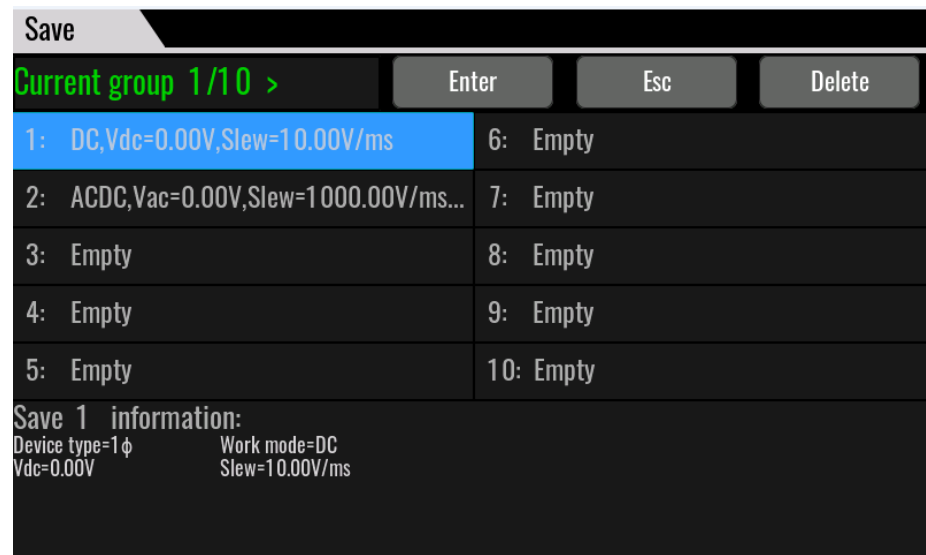 Save
Current group 1/10 > Enter Esc Delete
1: DC,Vdc=0.00V,Slew=10.00V/ms
6: Empty
2: ACDC,Vac=0.00V,Slew=1000.00V/ms...
7: Empty
3: Empty
8: Empty
4: Empty
9: Empty
5: Empty
10: Empty
Save 1 information:
Device type=1ϕ Work mode=DC
Vdc=0.00V Slew=10.00V/ms